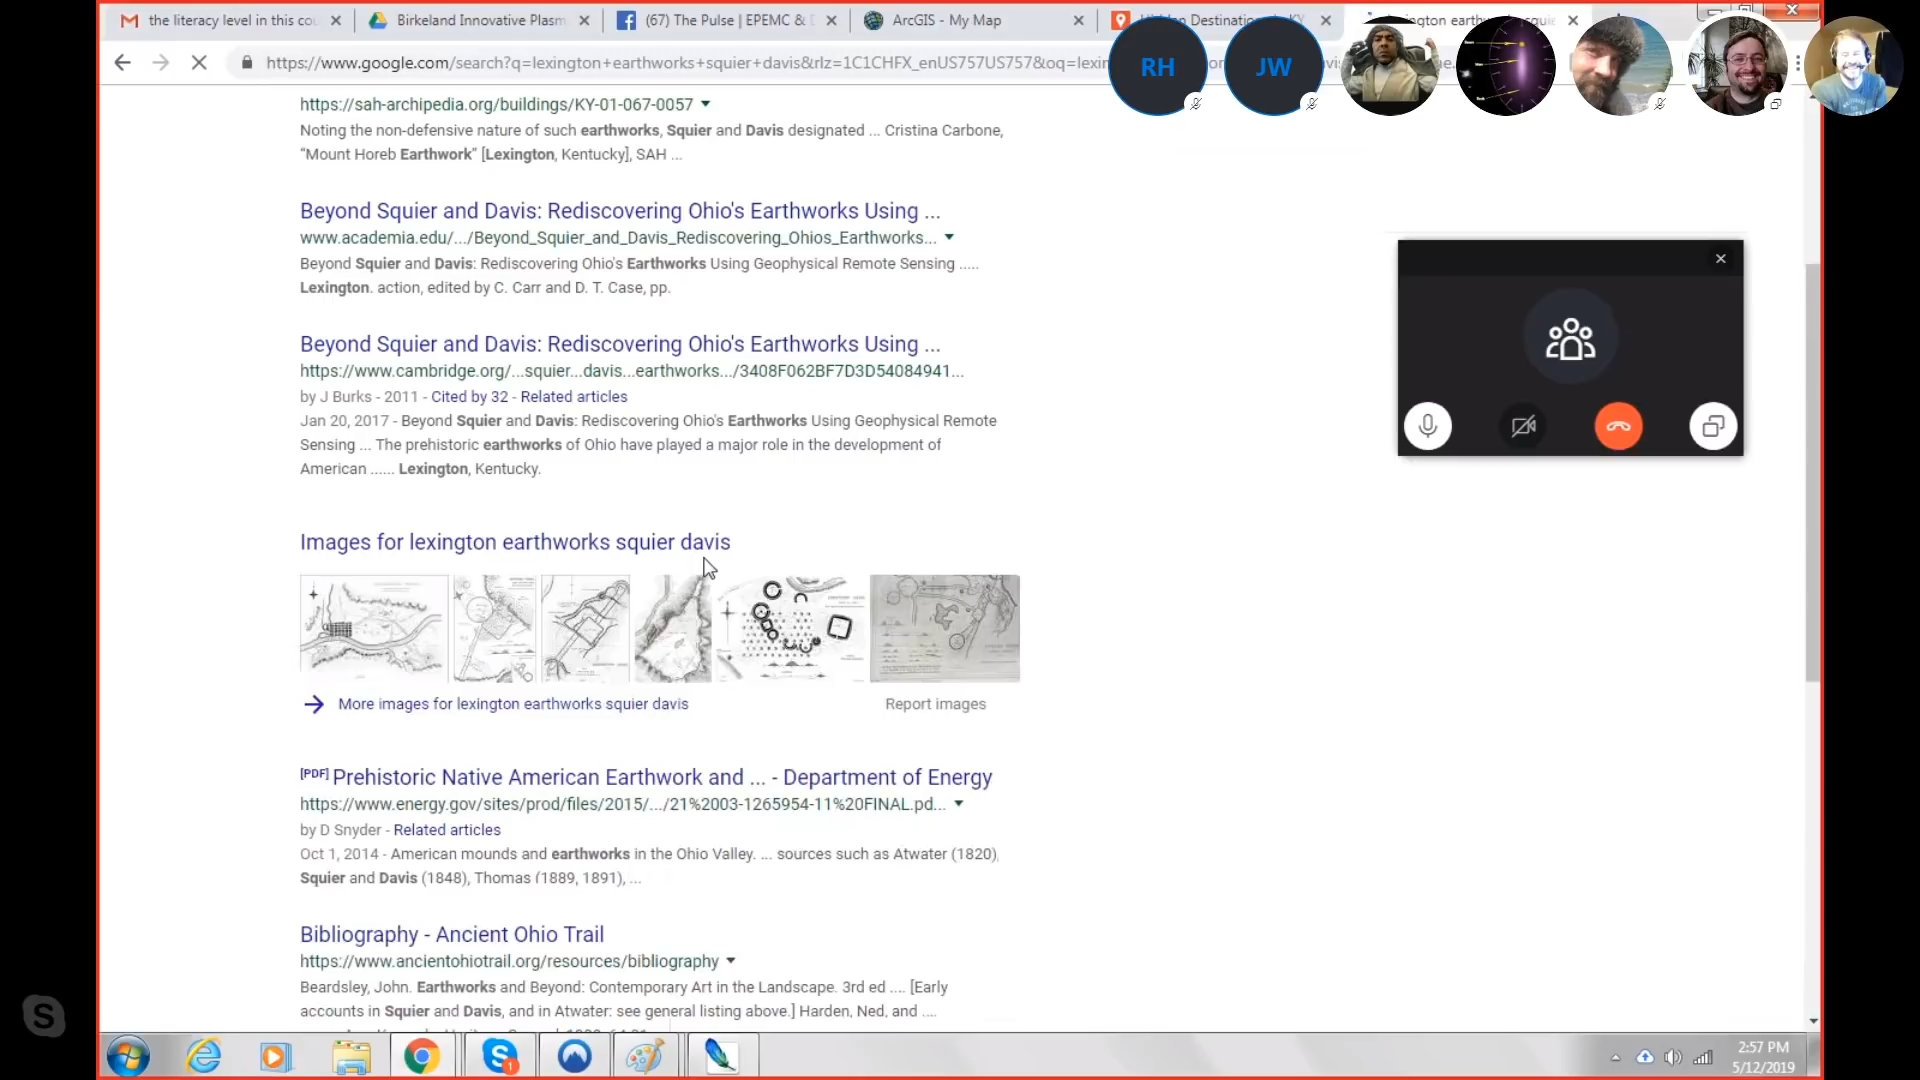 the literacy level in this cou
Birkeland Innovative Plasm
(67) The Pulse | EPEMC &
ArcGIS - My Map
https://www.google.com/search?q=lexington+earthworks+squier+davis&rlz=1C1CHFX_enUS757US757&oq=lexi
RH
JW
https://sah-archipedia.org/buildings/KY-01-067-0057
Noting the non-defensive nature of such earthworks, Squier and Davis designated ... Cristina Carbone,
“Mount Horeb Earthwork” [Lexington, Kentucky], SAH ...
Beyond Squier and Davis: Rediscovering Ohio's Earthworks Using ...
www.academia.edu/.../Beyond_Squier_and_Davis_Rediscovering_Ohios_Earthworks...
Beyond Squier and Davis: Rediscovering Ohio's Earthworks Using Geophysical Remote Sensing .....
Lexington. action, edited by C. Carr and D. T. Case, pp.
Beyond Squier and Davis: Rediscovering Ohio's Earthworks Using ...
https://www.cambridge.org/...squier...davis...earthworks.../3408F062BF7D3D54084941...
by J Burks - 2011 - Cited by 32 - Related articles
Jan 20, 2017 - Beyond Squier and Davis: Rediscovering Ohio's Earthworks Using Geophysical Remote
Sensing ... The prehistoric earthworks of Ohio have played a major role in the development of
American ...... Lexington, Kentucky.
Images for lexington earthworks squier davis
More images for lexington earthworks squier davis
Report images
[PDF] Prehistoric Native American Earthwork and ... - Department of Energy
https://www.energy.gov/sites/prod/files/2015/.../21%2003-1265954-11%20FINAL.pd...
by D Snyder - Related articles
Oct 1, 2014 - American mounds and earthworks in the Ohio Valley. ... sources such as Atwater (1820),
Squier and Davis (1848), Thomas (1889, 1891), ...
Bibliography - Ancient Ohio Trail
https://www.ancientohiotrail.org/resources/bibliography
Beardsley, John. Earthworks and Beyond: Contemporary Art in the Landscape. 3rd ed .... [Early
accounts in Squier and Davis, and in Atwater: see general listing above.] Harden, Ned, and ....
S
1
2:57 PM
5/12/2019